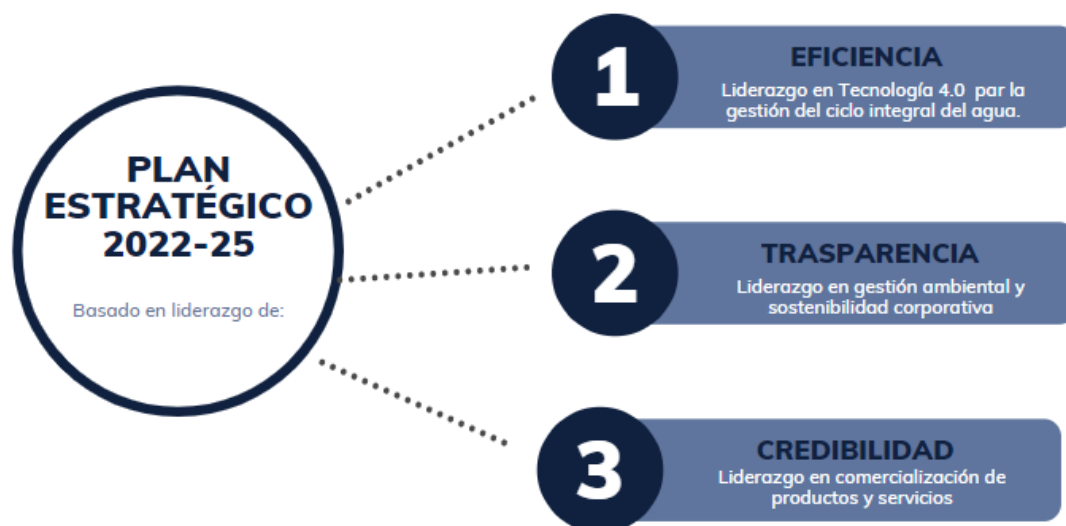 PLAN
ESTRATÉGICO
2022-25
Basado en liderazgo de:
1
EFICIENCIA
Liderazgo en Tecnología 4.0 par la
gestión del ciclo integral del agua.
2
TRASPARENCIA
Liderazgo en gestión ambiental y
sostenibilidad corporativa
3
CREDIBILIDAD
Liderazgo en comercialización de
productos y servicios